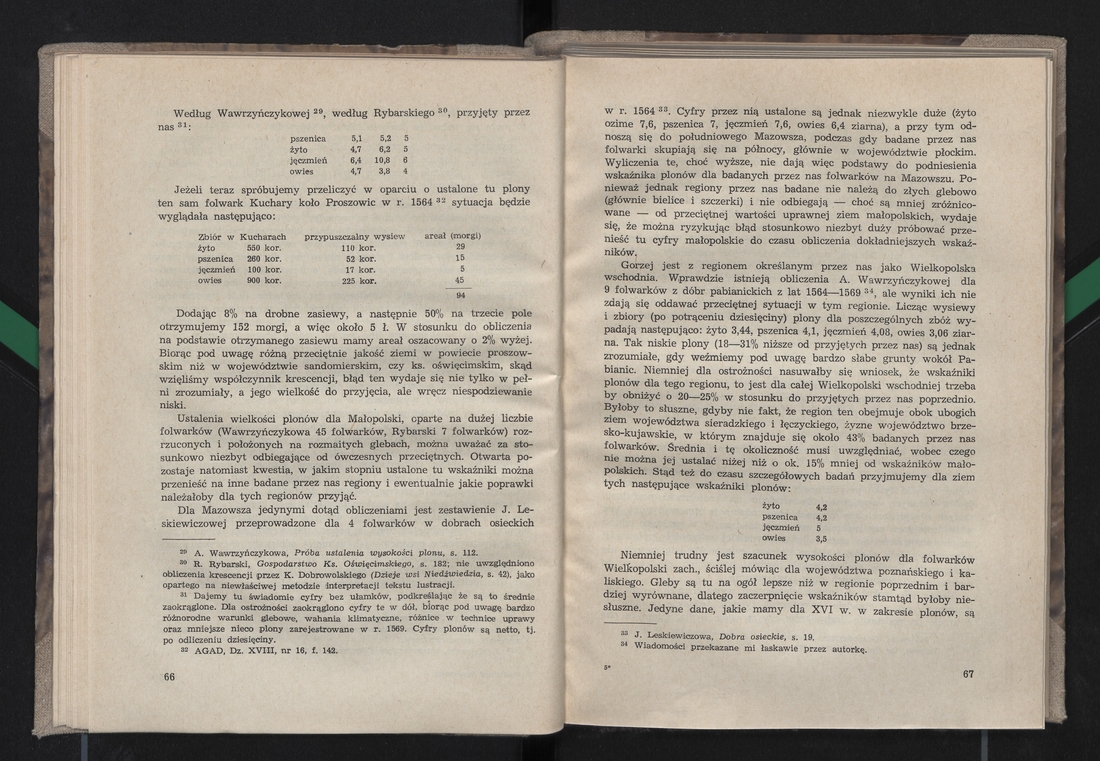 Według Wawrzyńczykowej ²⁹, według Rybarskiego ³⁰, przyjęty przez
nas ³¹:
pszenica 5,1 5,2 5
żyto 4,7 6,2 5
jęczmień 6,4 10,8 6
owies 4,7 3,8 4
Jeżeli teraz spróbujemy przeliczyć w oparciu o ustalone tu plony
ten sam folwark Kuchary koło Proszowic w r. 1564 ³² sytuacja będzie
wyglądała następująco:
Zbiór w Kucharach przypuszczalny wysiew areał (morgi)
żyto 550 kor. 110 kor. 29
pszenica 260 kor. 52 kor. 15
jęczmień 100 kor. 17 kor. 5
owies 900 kor. 225 kor. 45
94
Dodając 8% na drobne zasiewy, a następnie 50% na trzecie pole
otrzymujemy 152 morgi, a więc około 5 ł. W stosunku do obliczenia
na podstawie otrzymanego zasiewu mamy areał oszacowany o 2% wyżej.
Biorąc pod uwagę różną przeciętnie jakość ziemi w powiecie proszow-
skim niż w województwie sandomierskim, czy ks. oświęcimskim, skąd
wzięliśmy współczynnik krescencji, błąd ten wydaje się nie tylko w peł-
ni zrozumiały, a jego wielkość do przyjęcia, ale wręcz niespodziewanie
niski.
Ustalenia wielkości plonów dla Małopolski, oparte na dużej liczbie
folwarków (Wawrzyńczykowa 45 folwarków, Rybarski 7 folwarków) roz-
rzuconych i położonych na rozmaitych glebach, można uważać za sto-
sunkowo niezbyt odbiegające od ówczesnych przeciętnych. Otwarta po-
zostaje natomiast kwestia, w jakim stopniu ustalone tu wskaźniki można
przenieść na inne badane przez nas regiony i ewentualnie jakie poprawki
należałoby dla tych regionów przyjąć.
Dla Mazowsza jedynymi dotąd obliczeniami jest zestawienie J. Le-
skiewiczowej przeprowadzone dla 4 folwarków w dobrach osieckich
²⁹ A. Wawrzyńczykowa, Próba ustalenia wysokości plonu, s. 112.
³⁰ R. Rybarski, Gospodarstwo Ks. Oświęcimskiego, s. 182; nie uwzględniono
obliczenia krescencji przez K. Dobrowolskiego (Dzieje wsi Niedźwiedzia, s. 42), jako
opartego na niewłaściwej metodzie interpretacji tekstu lustracji.
³¹ Dajemy tu świadomie cyfry bez ułamków, podkreślając że są to średnie
zaokrąglone. Dla ostrożności zaokrąglono cyfry te w dół, biorąc pod uwagę bardzo
różnorodne warunki glebowe, wahania klimatyczne, różnice w technice uprawy
oraz mniejsze nieco plony zarejestrowane w r. 1569. Cyfry plonów są netto, tj.
po odliczeniu dziesięciny.
³² AGAD, Dz. XVIII, nr 16, f. 142.
66
w r. 1564 ³³. Cyfry przez nią ustalone są jednak niezwykle duże (żyto
ozime 7,6, pszenica 7, jęczmień 7,6, owies 6,4 ziarna), a przy tym od-
noszą się do południowego Mazowsza, podczas gdy badane przez nas
folwarki skupiają się na północy, głównie w województwie płockim.
Wyliczenia te, choć wyższe, nie dają więc podstawy do podniesienia
wskaźnika plonów dla badanych przez nas folwarków na Mazowszu. Po-
nieważ jednak regiony przez nas badane nie należą do złych glebowo
(głównie bielice i szczerki) i nie odbiegają — choć są mniej zróżnico-
wane — od przeciętnej wartości uprawnej ziem małopolskich, wydaje
się, że można ryzykując błąd stosunkowo niezbyt duży próbować prze-
nieść tu cyfry małopolskie do czasu obliczenia dokładniejszych wskaź-
ników.
Gorzej jest z regionem określanym przez nas jako Wielkopolska
wschodnia. Wprawdzie istnieją obliczenia A. Wawrzyńczykowej dla
9 folwarków z dóbr pabianickich z lat 1564—1569 ³⁴, ale wyniki ich nie
zdają się oddawać przeciętnej sytuacji w tym regionie. Licząc wysiewy
i zbiory (po potrąceniu dziesięciny) plony dla poszczególnych zbóż wy-
padają następująco: żyto 3,44, pszenica 4,1, jęczmień 4,08, owies 3,06 ziar-
na. Tak niskie plony (18—31% niższe od przyjętych przez nas) są jednak
zrozumiałe, gdy weźmiemy pod uwagę bardzo słabe grunty wokół Pa-
bianic. Niemniej dla ostrożności nasuwałby się wniosek, że wskaźniki
plonów dla tego regionu, to jest dla całej Wielkopolski wschodniej trzeba
by obniżyć o 20—25% w stosunku do przyjętych przez nas poprzednio.
Byłoby to słuszne, gdyby nie fakt, że region ten obejmuje obok ubogich
ziem województwa sieradzkiego i łęczyckiego, żyzne województwo brze-
sko-kujawskie, w którym znajduje się około 43% badanych przez nas
folwarków. Średnia i tę okoliczność musi uwzględniać, wobec czego
nie można jej ustalać niżej niż o ok. 15% mniej od wskaźników mało-
polskich. Stąd też do czasu szczegółowych badań przyjmujemy dla ziem
tych następujące wskaźniki plonów:
żyto 4,2
pszenica 4,2
jęczmień 5
owies 3,5
Niemniej trudny jest szacunek wysokości plonów dla folwarków
Wielkopolski zach., ściślej mówiąc dla województwa poznańskiego i ka-
liskiego. Gleby są tu na ogół lepsze niż w regionie poprzednim i bar-
dziej wyrównane, dlatego zaczerpnięcie wskaźników stamtąd byłoby nie-
słuszne. Jedyne dane, jakie mamy dla XVI w. w zakresie plonów, są
³³ J. Leskiewiczowa, Dobra osieckie, s. 19.
³⁴ Wiadomości przekazane mi łaskawie przez autorkę.
5*
67